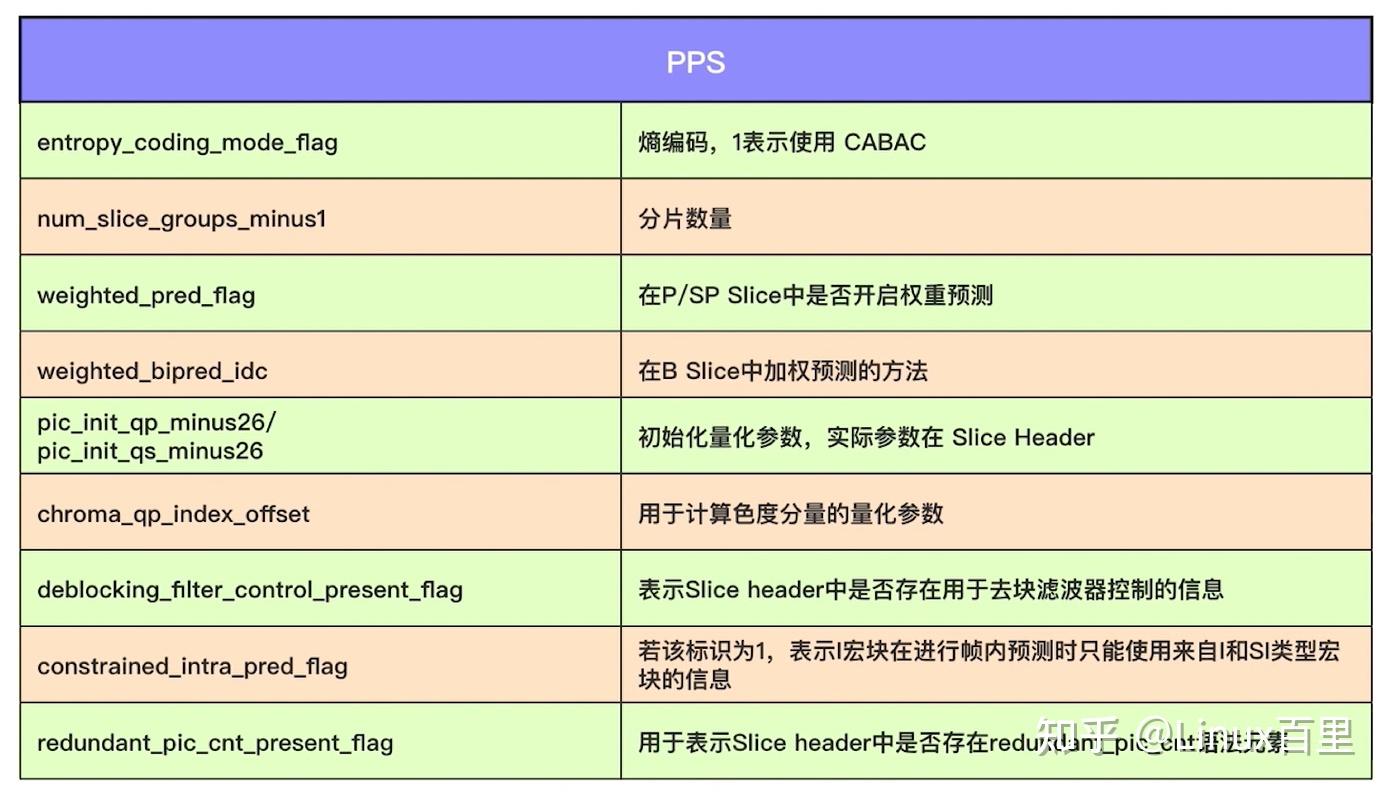 PPS
entropy_coding_mode_flag
熵编码，1表示使用 CABAC
num_slice_groups_minus1
分片数量
weighted_pred_flag
在P/SP Slice中是否开启权重预测
weighted_bipred_idc
在B Slice中加权预测的方法
pic_init_qp_minus26/
pic_init_qs_minus26
初始化量化参数，实际参数在 Slice Header
chroma_qp_index_offset
用于计算色度分量的量化参数
deblocking_filter_control_present_flag
表示Slice header中是否存在用于去块滤波器控制的信息
constrained_intra_pred_flag
若该标识为1，表示I宏块在进行帧内预测时只能使用来自I和SI类型宏
块的信息
redundant_pic_cnt_present_flag
用于表示Slice header中是否存在redundant_pic_cnt语法元素
知乎 @Linux百里